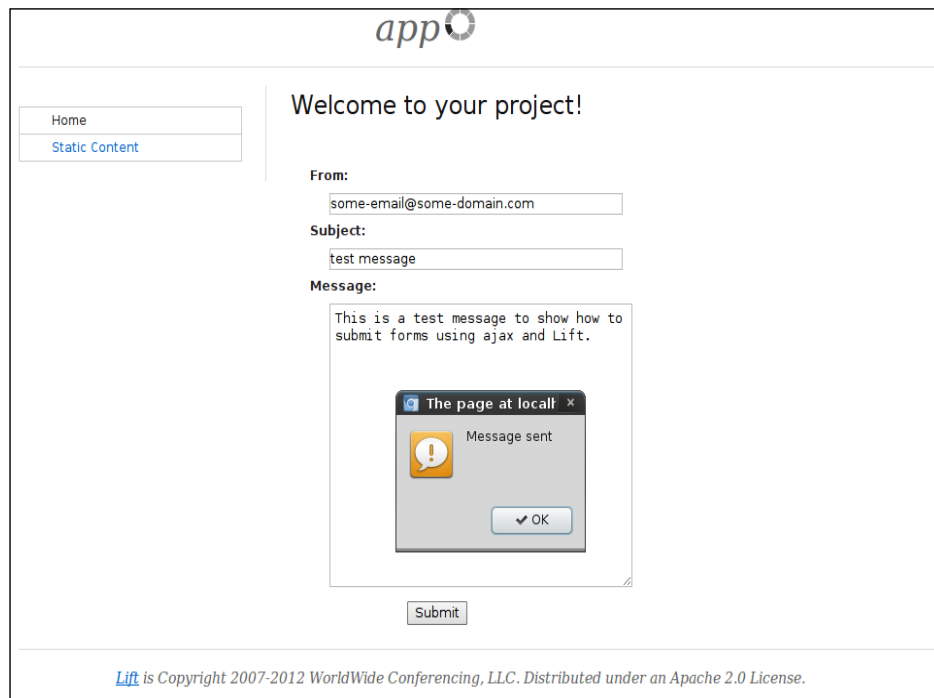 app
Welcome to your project!
Home
Static Content
From:
some-email@some-domain.com
Subject:
test message
Message:
This is a test message to show how to
submit forms using ajax and Lift.
The page at localh
Message sent
OK
Submit
Lift is Copyright 2007-2012 WorldWide Conferencing, LLC. Distributed under an Apache 2.0 License.